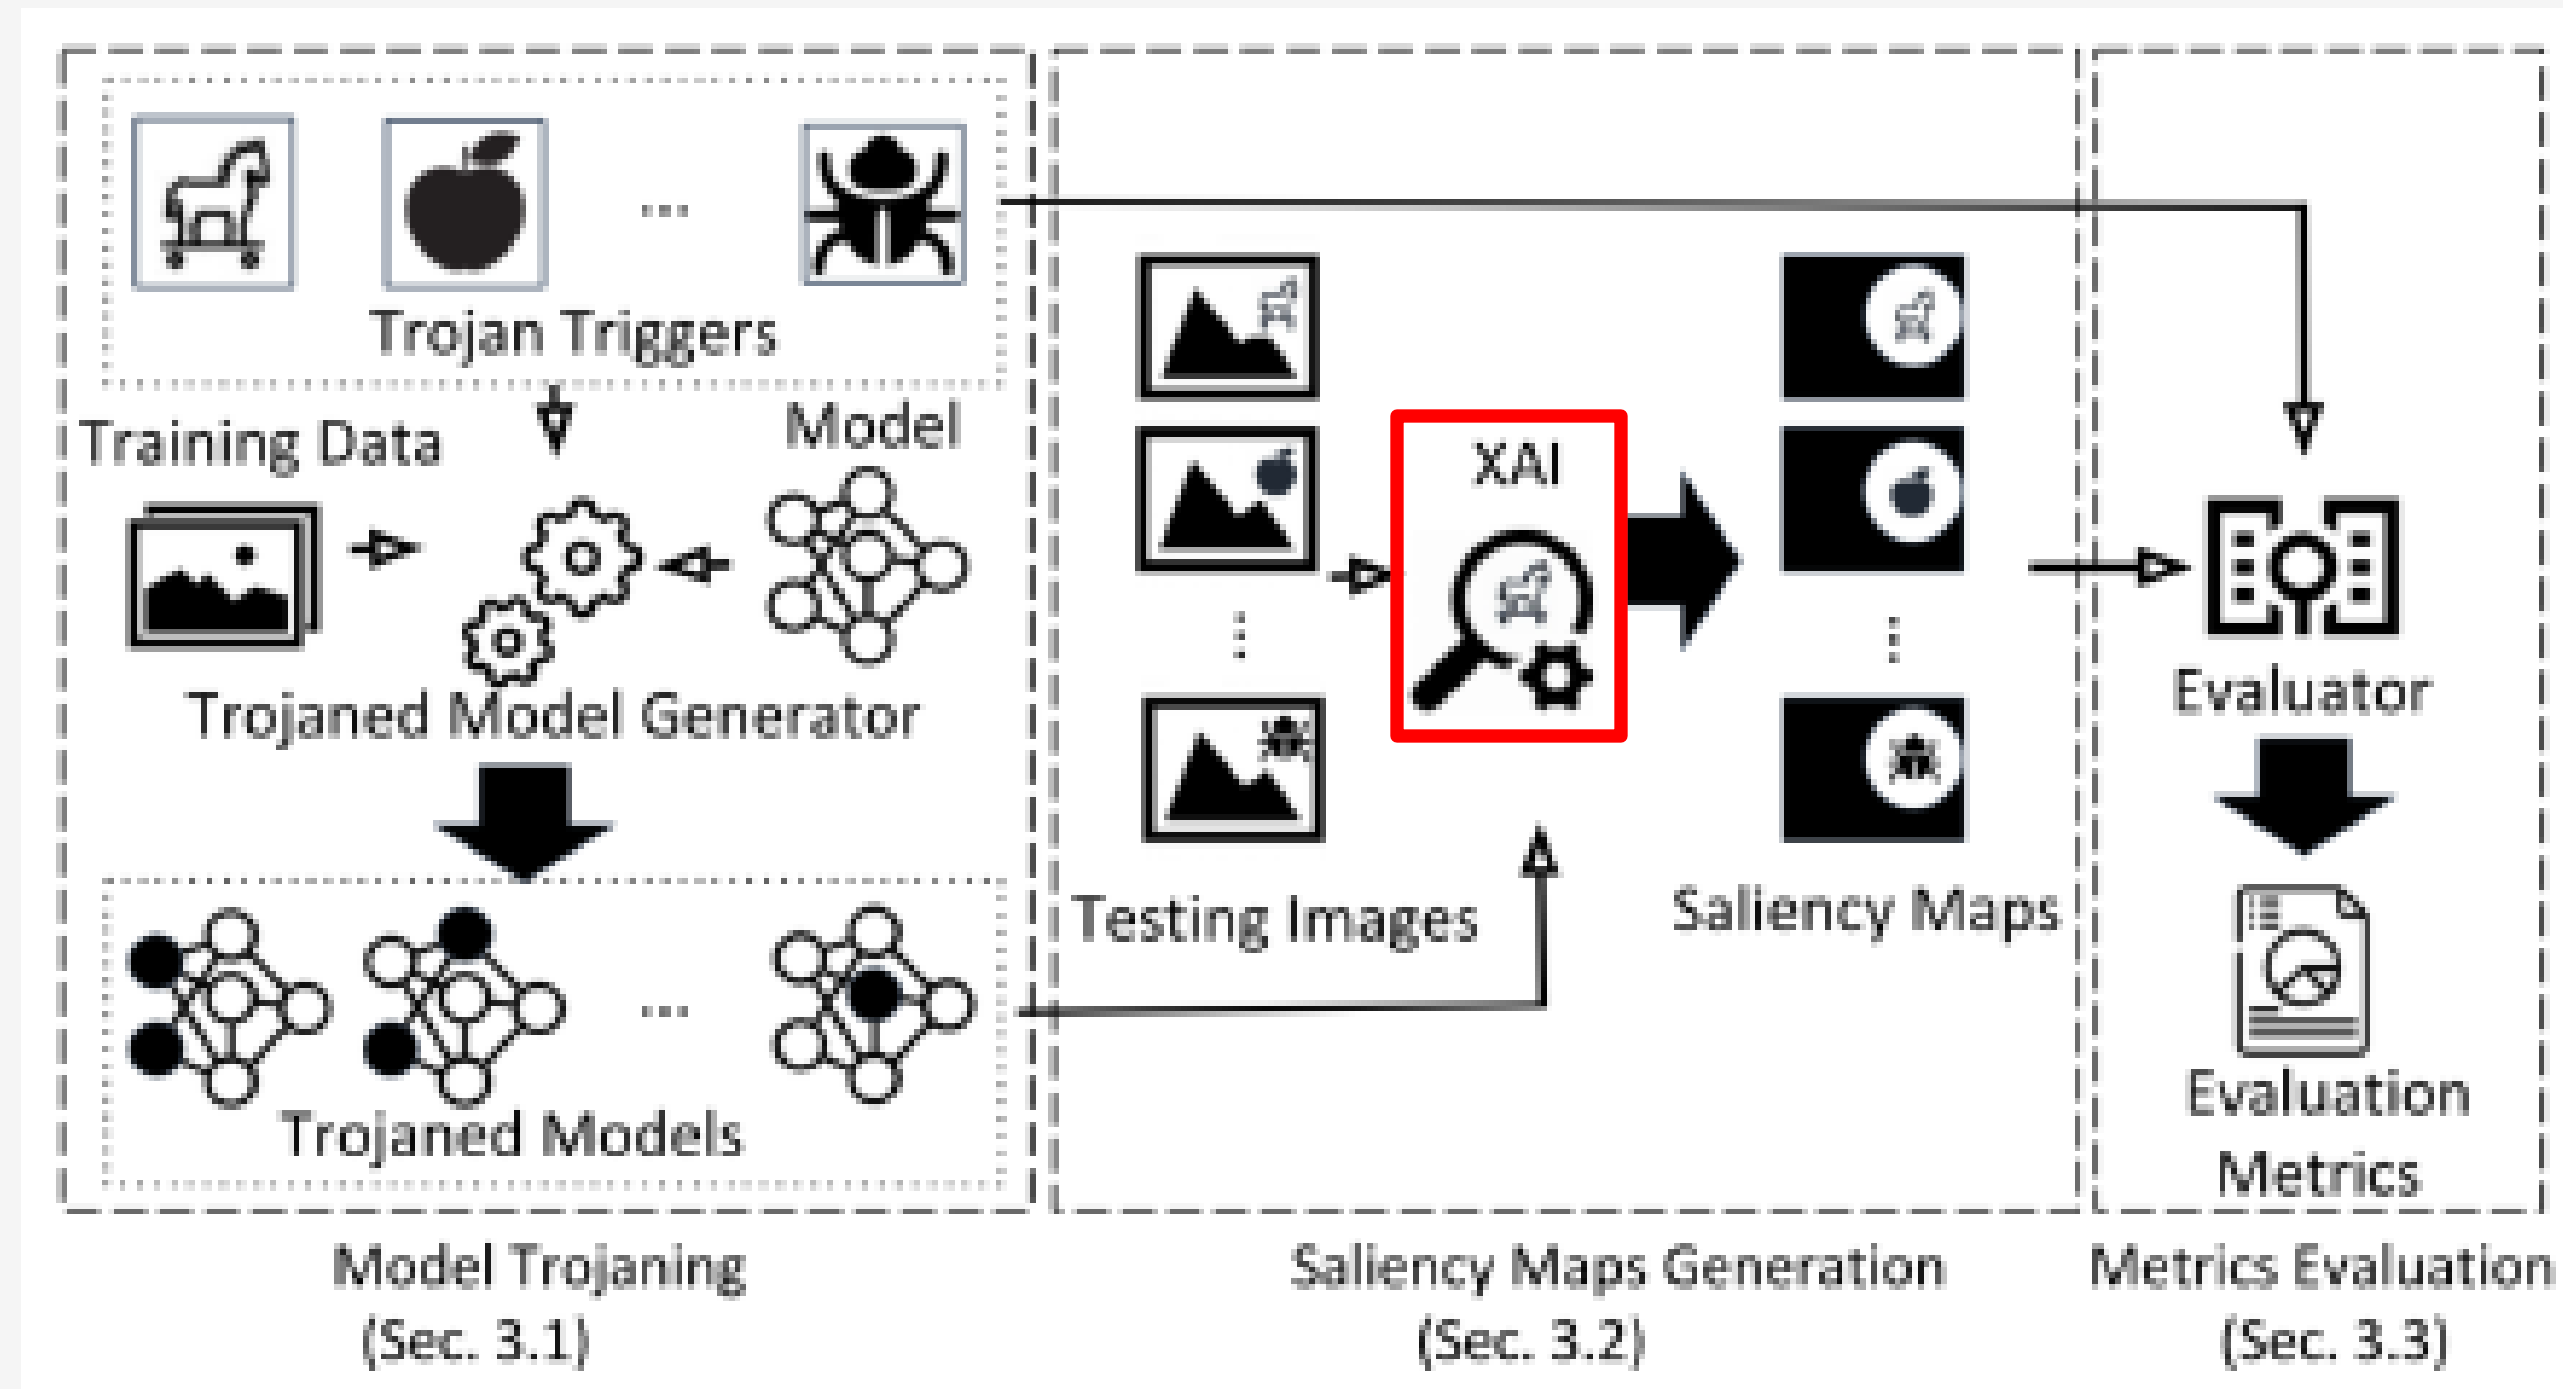 Trojan Triggers
Training Data
Model
Trojaned Model Generator
...
Trojaned Models
Model Trojaning
(Sec. 3.1)
XAI
Testing Images
Saliency Maps
Saliency Maps Generation
(Sec. 3.2)
Evaluator
Evaluation
Metrics
Metrics Evaluation
(Sec. 3.3)